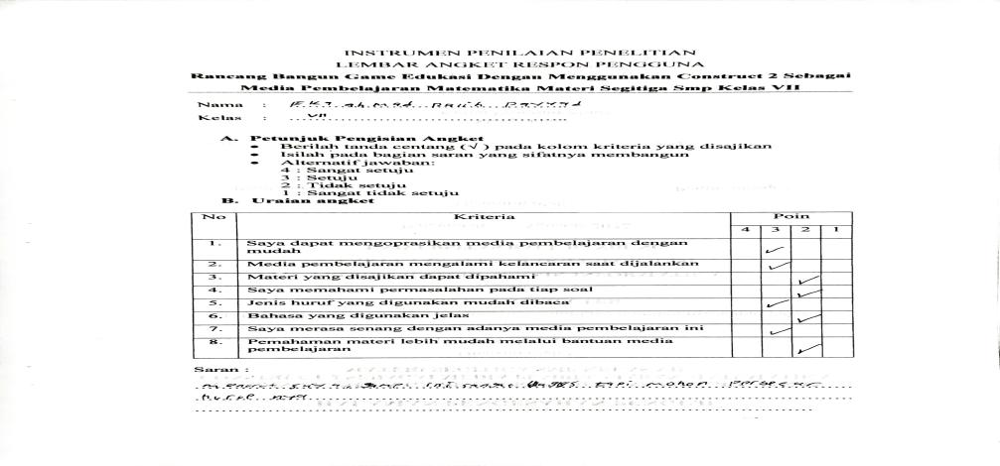 INSTRUMEN PENILAIAN PENELITIAN
LEMBAR ANGKET RESPON PENGGUNA
Rancang Bangun Game Edukasi Dengan Menggunakan Construct 2 Sebagai
Media Pembelajaran Matematika Materi Segitiga Smp Kelas VII
Nama :
Kelas : VII
A. Petunjuk Pengisian Angket
• Berilah tanda centang (√ ) pada kolom kriteria yang disajikan
• Isilah pada bagian saran yang sifatnya membangun
• Alternatif jawaban:
4 : Sangat setuju
3 : Setuju
2 : Tidak setuju
1 : Sangat tidak setuju
B. Uraian angket
No Kriteria Poin
4 3 2 1
1. Saya dapat mengoprasikan media pembelajaran dengan
mudah ✓
2. Media pembelajaran mengalami kelancaran saat dijalankan ✓
3. Materi yang disajikan dapat dipahami ✓
4. Saya memahami permasalahan pada tiap soal ✓
5. Jenis huruf yang digunakan mudah dibaca ✓
6. Bahasa yang digunakan jelas ✓
7. Saya merasa senang dengan adanya media pembelajaran ini ✓
8. Pemahaman materi lebih mudah melalui bantuan media
pembelajaran ✓
Saran :
menurut mohon